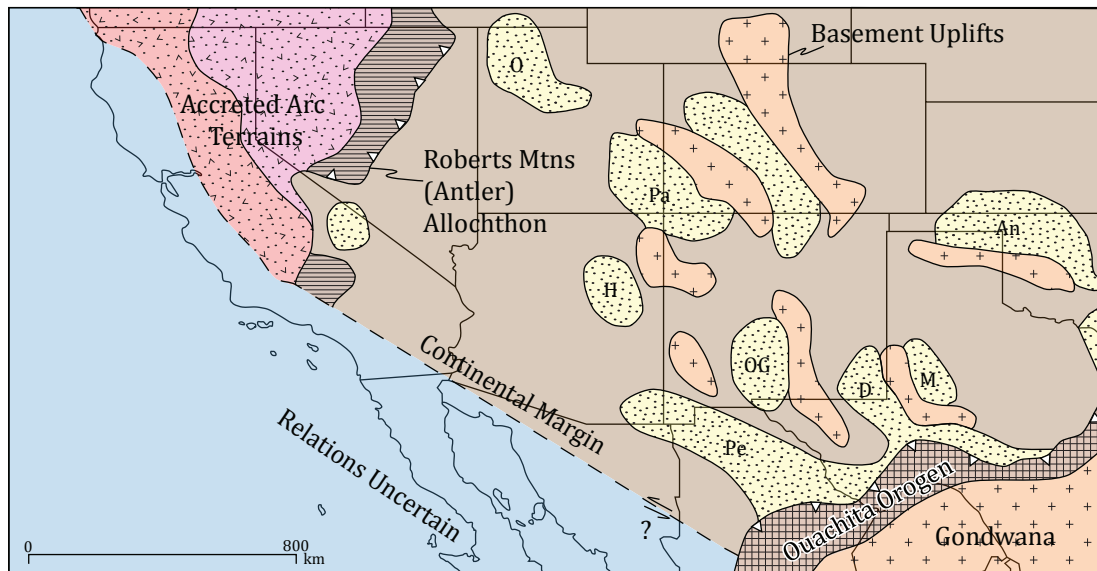 Basement Uplifts
O
Accreted Arc
Terrains
Roberts Mtns
(Antler)
Allochthon
Pa
An
H
OG
D
M
Continental Margin
Pe
Relations Uncertain
?
Ouachita Orogen
Gondwana
0
800
km